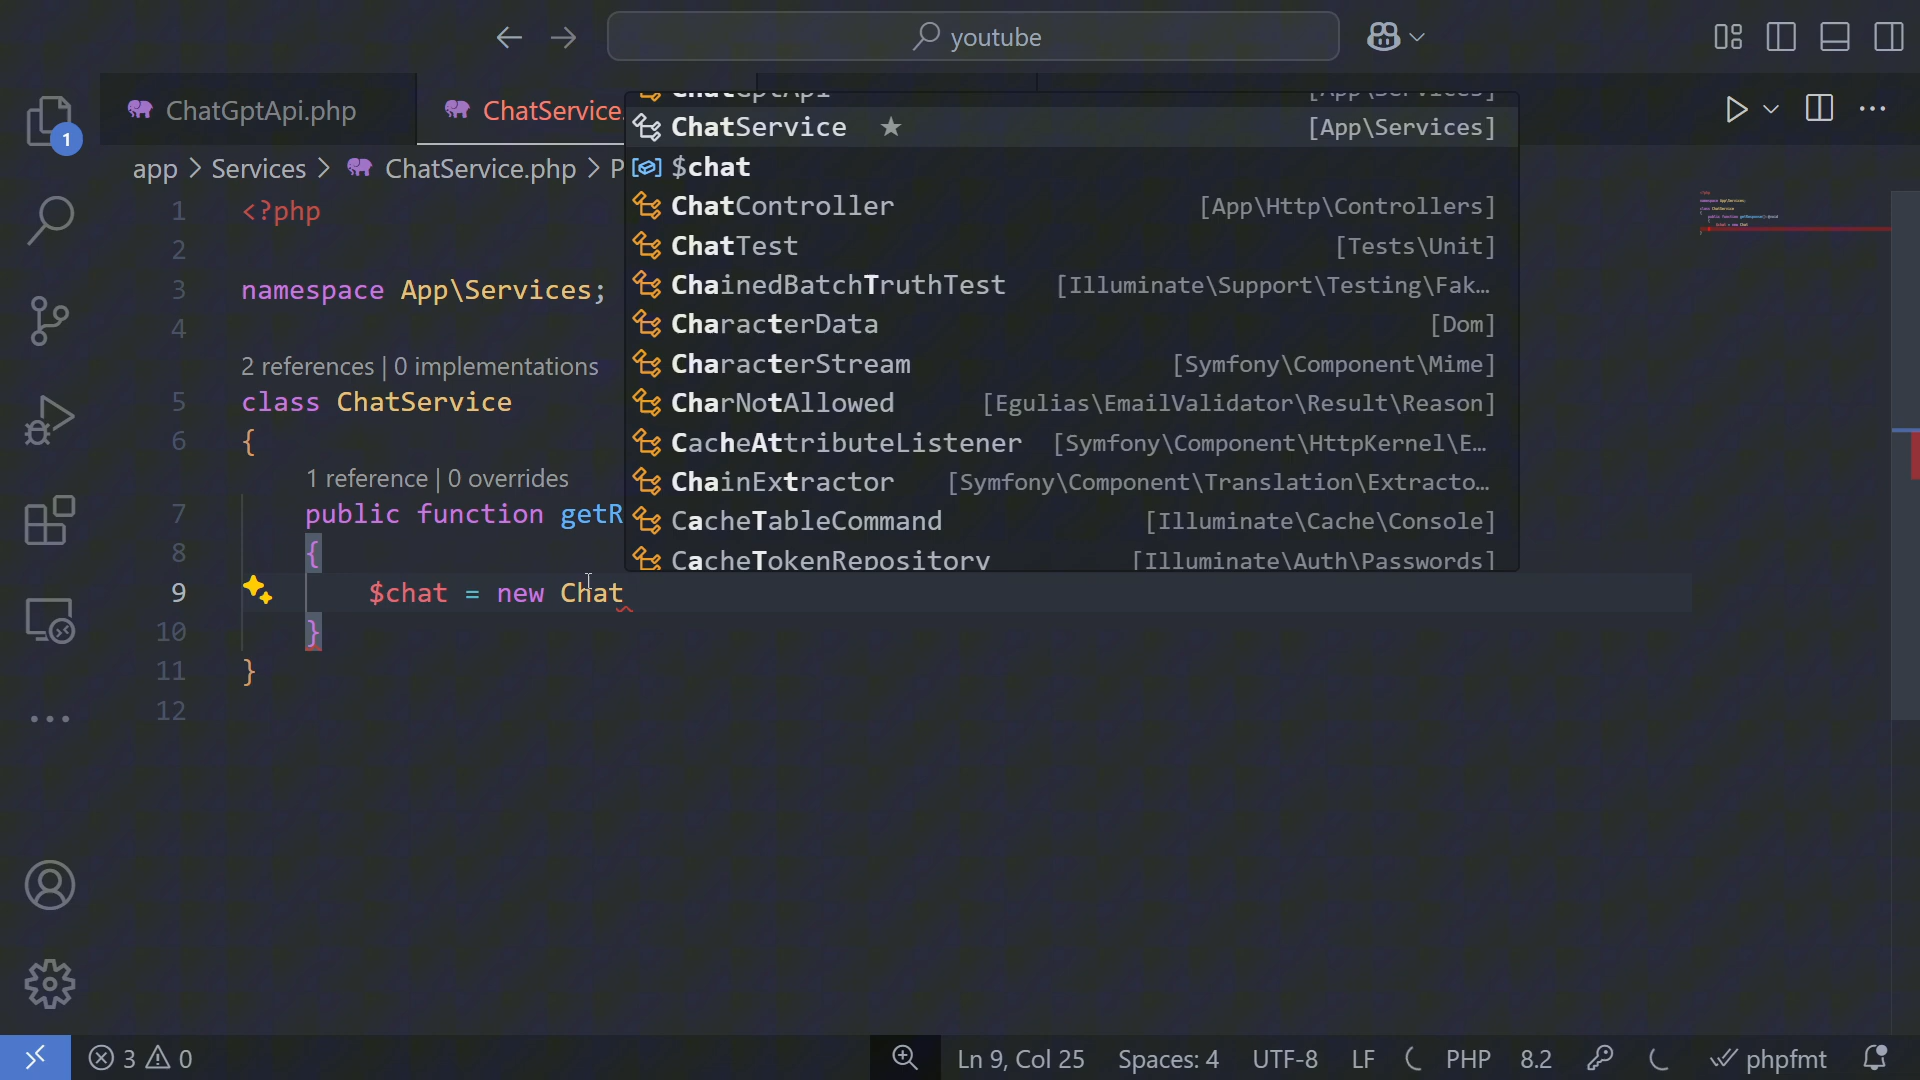 youtube
ChatGptApi.php
ChatService.
app > Services > ChatService.php > P
1 <?php
2
3 namespace App\Services;
4
2 references | 0 implementations
5 class ChatService
6 {
1 reference | 0 overrides
7 public function getR
8 {
9 $chat = new Chat
10 }
11 }
12
ChatGptApi [App\Services]
ChatService ★ [App\Services]
$chat
ChatController [App\Http\Controllers]
ChatTest [Tests\Unit]
ChainedBatchTruthTest [Illuminate\Support\Testing\Fak…
CharacterData [Dom]
CharacterStream [Symfony\Component\Mime]
CharNotAllowed [Egulias\EmailValidator\Result\Reason]
CacheAttributeListener [Symfony\Component\HttpKernel\E…
ChainExtractor [Symfony\Component\Translation\Extracto…
CacheTableCommand [Illuminate\Cache\Console]
CacheTokenRepository [Illuminate\Auth\Passwords]
1
3 0 Ln 9, Col 25 Spaces: 4 UTF-8 LF PHP 8.2 phpfmt